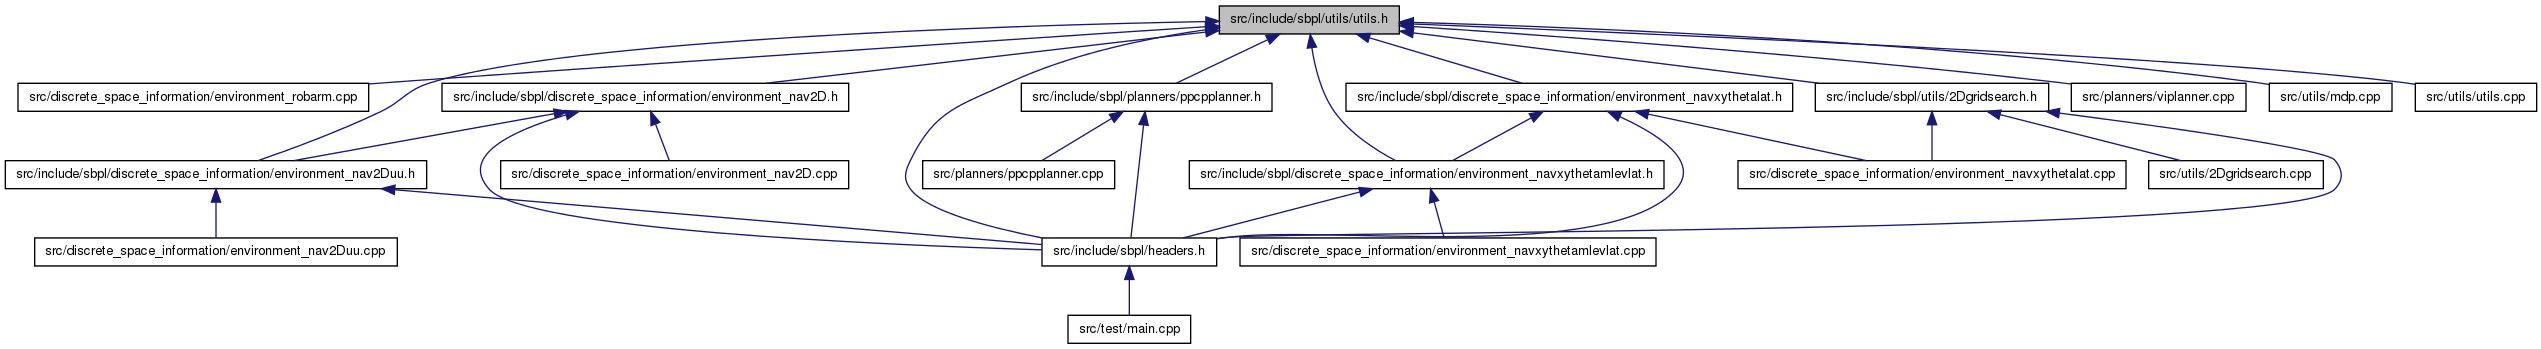 src/include/sbpl/utils/utils.h
src/discrete_space_information/environment_robarm.cpp
src/include/sbpl/discrete_space_information/environment_nav2D.h
src/include/sbpl/planners/ppcpplanner.h
src/include/sbpl/discrete_space_information/environment_navxythetalat.h
src/include/sbpl/utils/2Dgridsearch.h
src/planners/viplanner.cpp
src/utils/mdp.cpp
src/utils/utils.cpp
src/include/sbpl/discrete_space_information/environment_nav2Duu.h
src/discrete_space_information/environment_nav2D.cpp
src/planners/ppcpplanner.cpp
src/include/sbpl/discrete_space_information/environment_navxythetamlevlat.h
src/discrete_space_information/environment_navxythetalat.cpp
src/utils/2Dgridsearch.cpp
src/discrete_space_information/environment_nav2Duu.cpp
src/include/sbpl/headers.h
src/discrete_space_information/environment_navxythetamlevlat.cpp
src/test/main.cpp